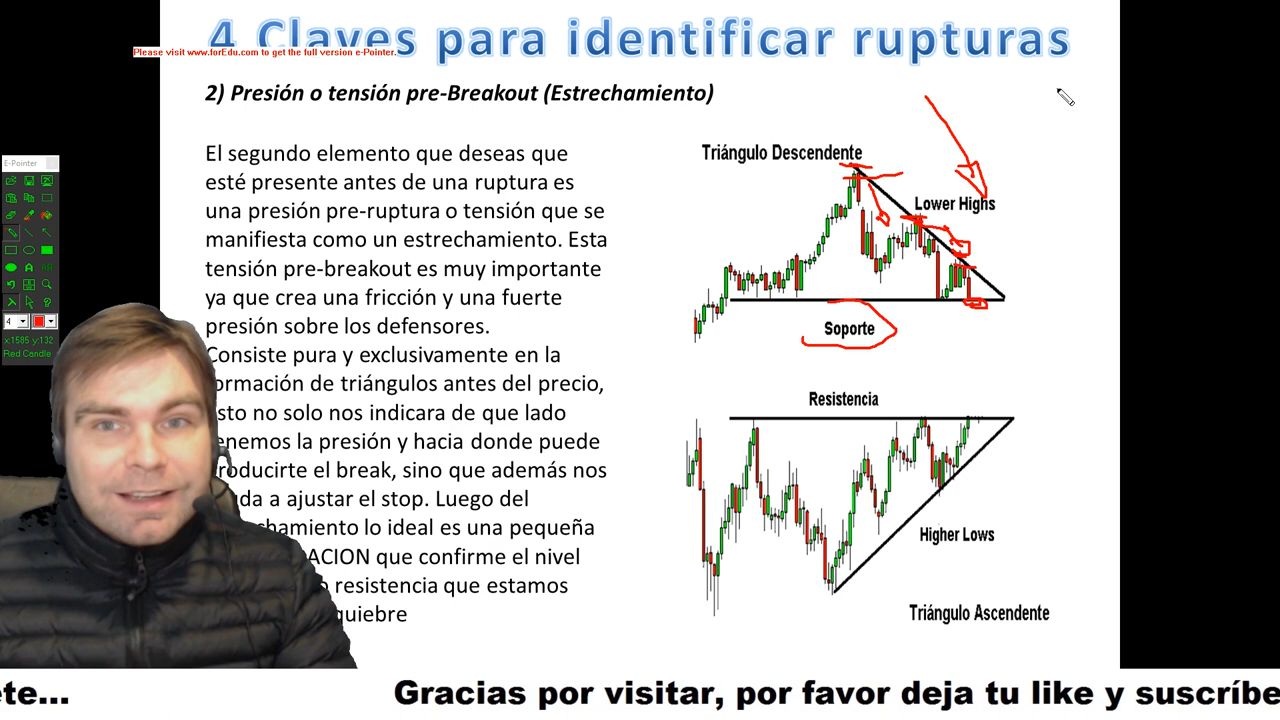 4 Claves para identificar rupturas
Please visit www.forEdu.com to get the full version e-Pointer.
2) Presión o tensión pre-Breakout (Estrechamiento)
El segundo elemento que deseas que
esté presente antes de una ruptura es
una presión pre-ruptura o tensión que se
manifiesta como un estrechamiento. Esta
tensión pre-breakout es muy importante
ya que crea una fricción y una fuerte
presión sobre los defensores.
Consiste pura y exclusivamente en la
ormación de triángulos antes del precio,
sto no solo nos indicara de que lado
enemos la presión y hacia donde puede
roducirte el break, sino que además nos
da a ajustar el stop. Luego del
chamiento lo ideal es una pequeña
ACION que confirme el nivel
o resistencia que estamos
quiebre
Triángulo Descendente
Lower Highs
Soporte
Resistencia
Higher Lows
Triángulo Ascendente
E-Pointer
4
x:1585 y:132
Red Candle
ete... Gracias por visitar, por favor deja tu like y suscríbe